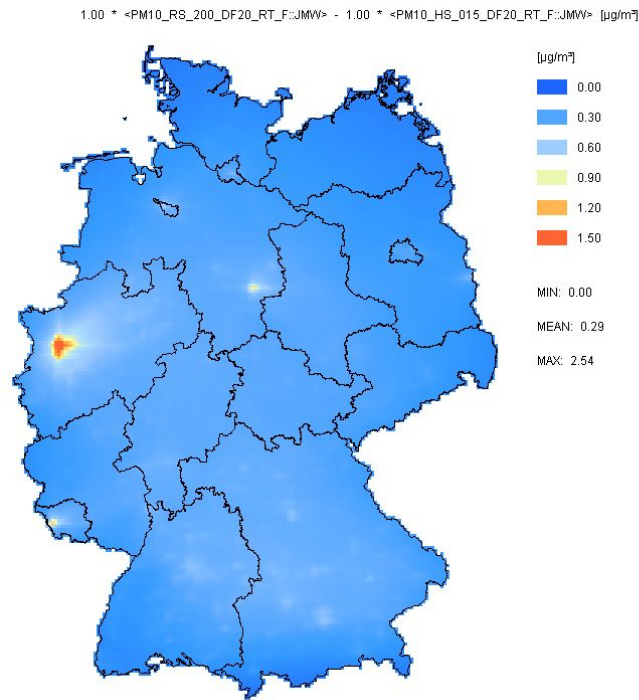 1.00 * <PM10_RS_200_DF20_RT_F::JMW> - 1.00 * <PM10_HS_015_DF20_RT_F::JMW> [µg/m³]
[µg/m³]
0.00
0.30
0.60
0.90
1.20
1.50
MIN: 0.00
MEAN: 0.29
MAX: 2.54